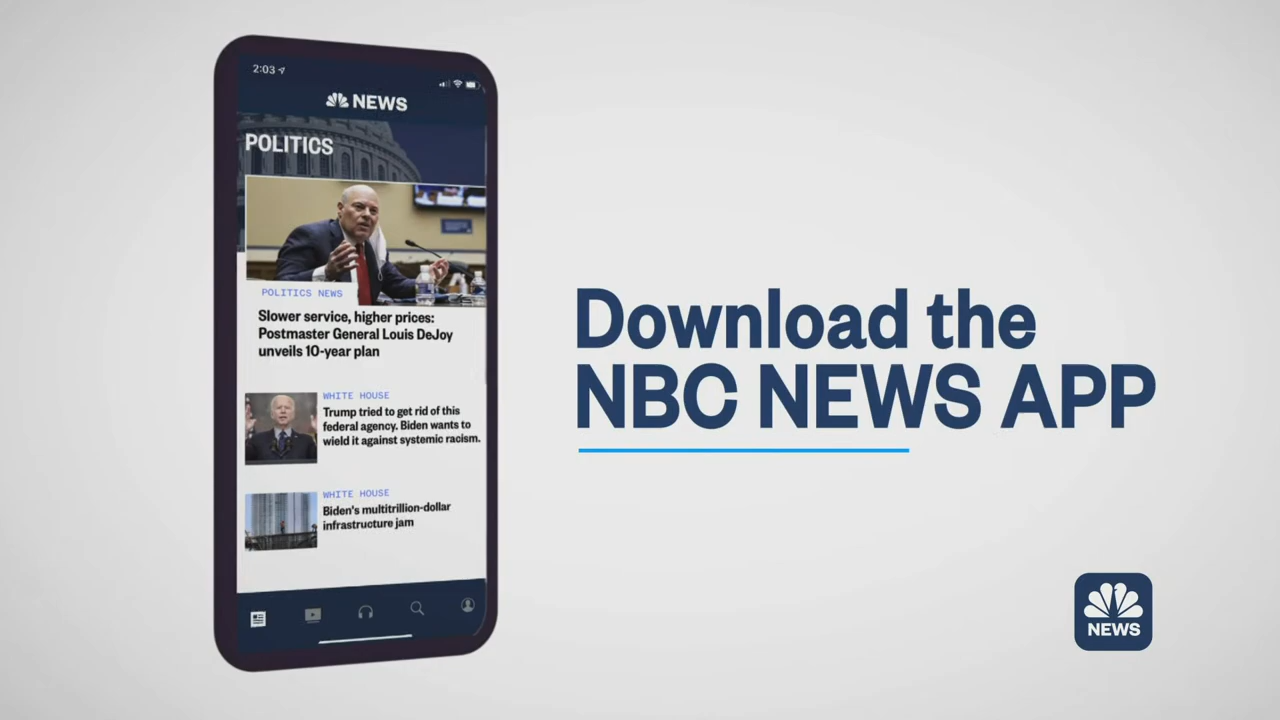 2:03
NEWS
POLITICS
POLITICS NEWS
Slower service, higher prices:
Postmaster General Louis DeJoy
unveils 10-year plan
WHITE HOUSE
Trump tried to get rid of this
federal agency. Biden wants to
wield it against systemic racism.
WHITE HOUSE
Biden's multitrillion-dollar
infrastructure jam
Download the
NBC NEWS APP
NEWS